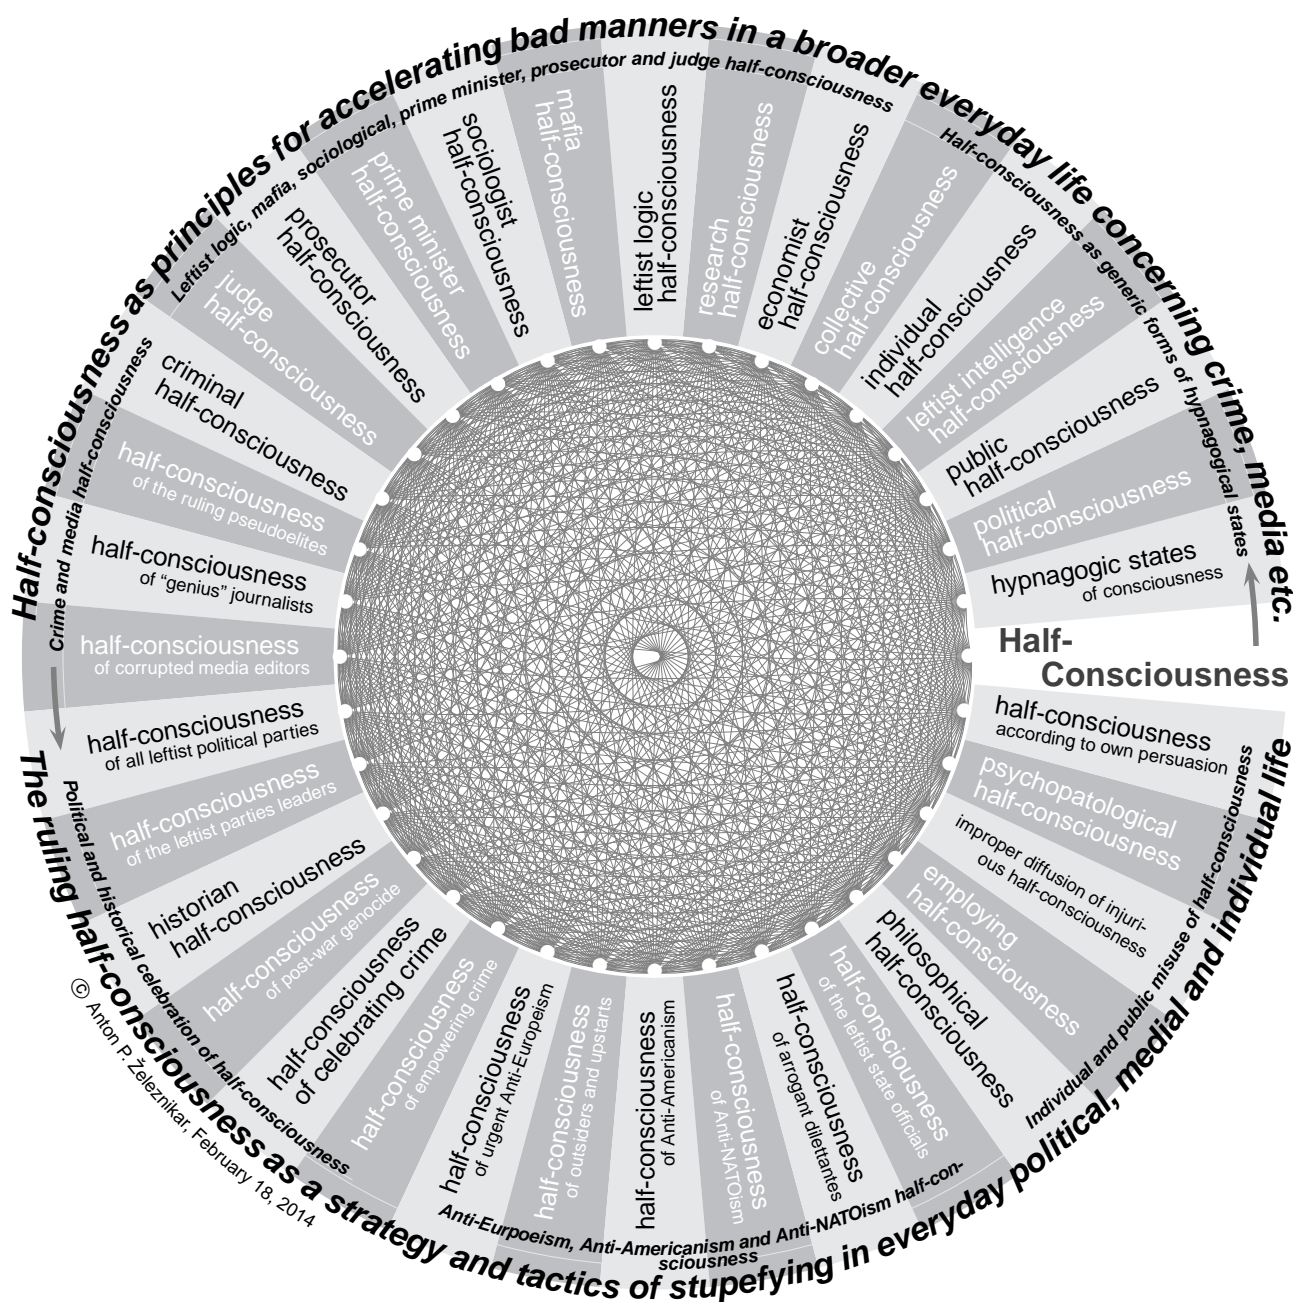 Half-consciousness as principles for accelerating bad manners in a broader everyday life concerning crime, media etc.
Leftist logic, mafia, sociological, prime minister, prosecutor and judge half-consciousness
Half-consciousness as generic forms of hypnagogical states
Crime and media half-consciousness
Half-
Consciousness
hypnagogic states
of consciousness
political
half-consciousness
public
half-consciousness
leftist intelligence
half-consciousness
individual
half-consciousness
collective
half-consciousness
economist
half-consciousness
research
half-consciousness
leftist logic
half-consciousness
mafia
half-consciousness
sociologist
half-consciousness
prime minister
half-consciousness
prosecutor
half-consciousness
judge
half-consciousness
criminal
half-consciousness
half-consciousness
of the ruling pseudoelites
half-consciousness
of “genius” journalists
half-consciousness
of corrupted media editors
half-consciousness
of all leftist political parties
half-consciousness
of the leftist parties leaders
historian
half-consciousness
half-consciousness
of post-war genocide
half-consciousness
of celebrating crime
half-consciousness
of empowering crime
half-consciousness
of urgent Anti-Europeism
half-consciousness
of outsiders and upstarts
half-consciousness
of Anti-Americanism
half-consciousness
of Anti-NATOism
half-consciousness
of arrogant dilettantes
half-consciousness
of the leftist state officials
philosophical
half-consciousness
employing
half-consciousness
improper diffusion of injuri-
ous half-consciousness
psychopatological
half-consciousness
half-consciousness
according to own persuasion
Political and historical celebration of half-consciousness
Anti-Eurpoeism, Anti-Americanism and Anti-NATOism half-con-
sciousness
Individual and public misuse of half-consciousness
The ruling half-consciousness as a strategy and tactics of stupefying in everyday political, medial and individual life
© Anton P. Železnikar, February 18, 2014